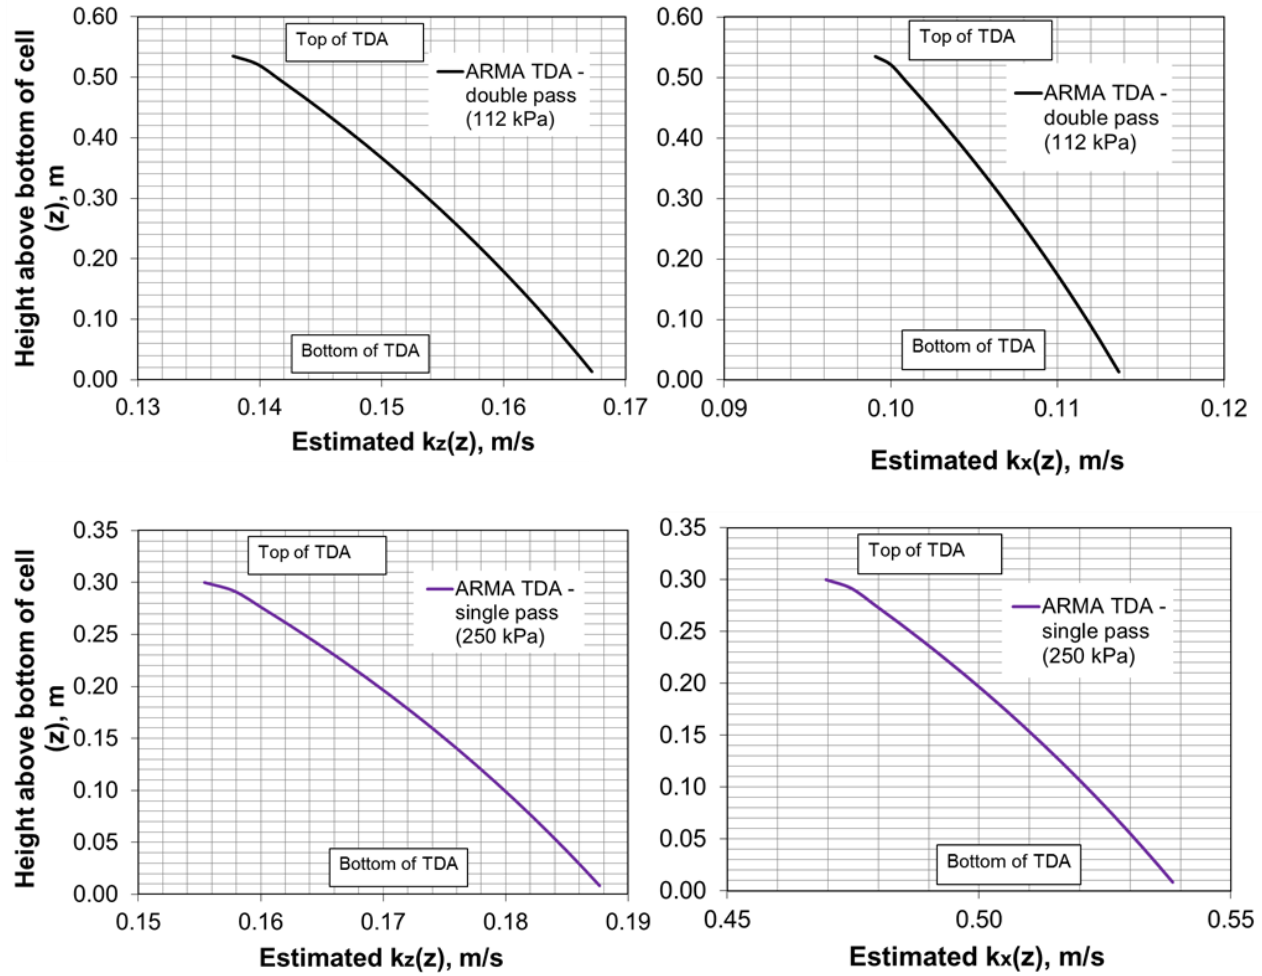 Height above bottom of cell
(z), m
0.60
0.50
0.40
0.30
0.20
0.10
0.00
Top of TDA
ARMA TDA -
double pass
(112 kPa)
Bottom of TDA
0.13
0.14
0.15
0.16
0.17
Estimated kz(z), m/s
0.60
0.50
0.40
0.30
0.20
0.10
0.00
Top of TDA
ARMA TDA -
double pass
(112 kPa)
Bottom of TDA
0.09
0.10
0.11
0.12
Estimated kx(z), m/s
Height above bottom of cell
(z), m
0.35
0.30
0.25
0.20
0.15
0.10
0.05
0.00
Top of TDA
ARMA TDA -
single pass
(250 kPa)
Bottom of TDA
0.15
0.16
0.17
0.18
0.19
Estimated kz(z), m/s
0.35
0.30
0.25
0.20
0.15
0.10
0.05
0.00
Top of TDA
ARMA TDA -
single pass
(250 kPa)
Bottom of TDA
0.45
0.50
0.55
Estimated kx(z), m/s